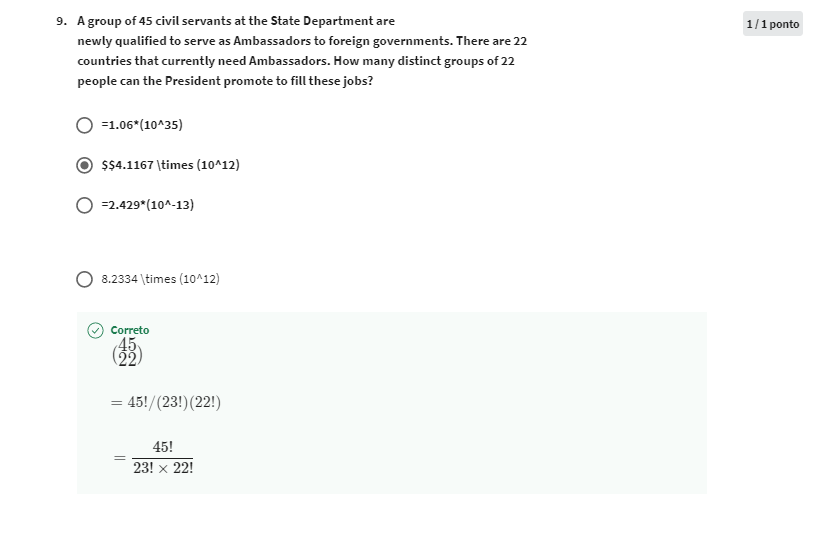 9. A group of 45 civil servants at the State Department are
1 / 1 ponto
newly qualified to serve as Ambassadors to foreign governments. There are 22
countries that currently need Ambassadors. How many distinct groups of 22
people can the President promote to fill these jobs?
=1.06*(10^35)
$$4.1167 \times (10^12)
=2.429*(10^-13)
8.2334 \times (10^12)
Correto
(45
22)
= 45!/(23!)(22!)
= 45!
23! × 22!